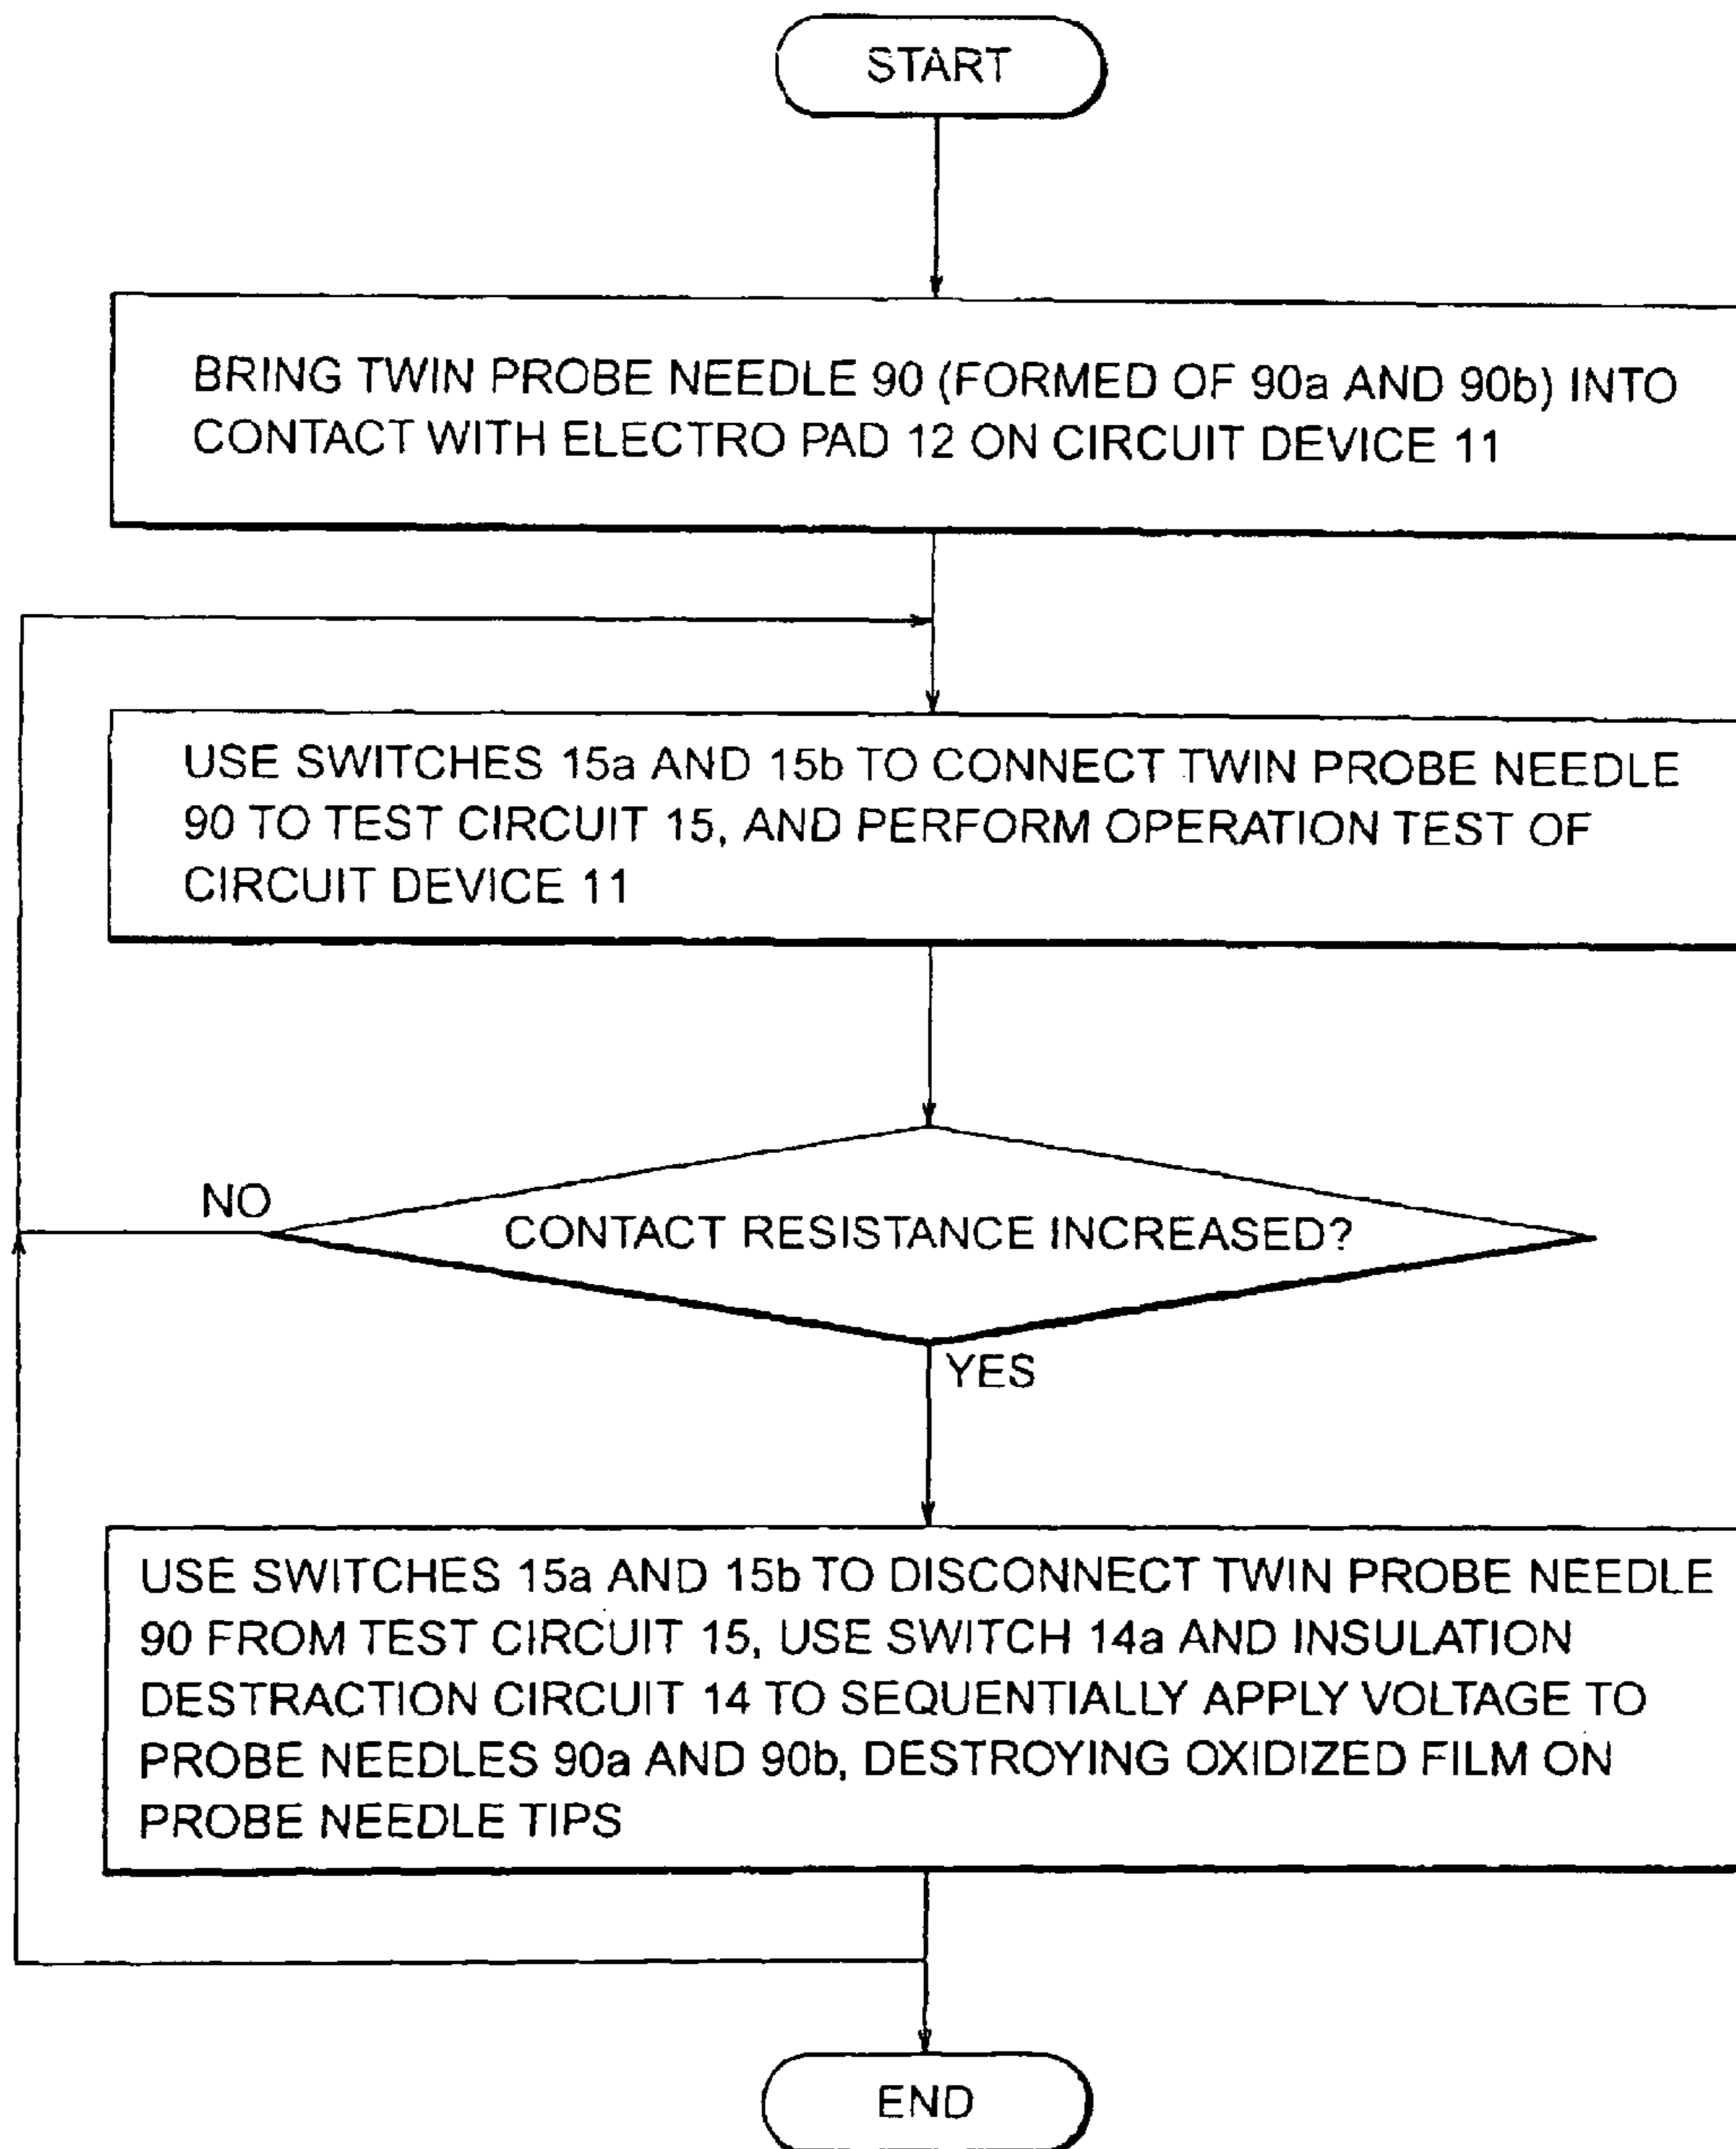 START
BRING TWIN PROBE NEEDLE 90 (FORMED OF 90a AND 90b) INTO
CONTACT WITH ELECTRO PAD 12 ON CIRCUIT DEVICE 11
USE SWITCHES 15a AND 15b TO CONNECT TWIN PROBE NEEDLE
90 TO TEST CIRCUIT 15, AND PERFORM OPERATION TEST OF
CIRCUIT DEVICE 11
NO
CONTACT RESISTANCE INCREASED?
YES
USE SWITCHES 15a AND 15b TO DISCONNECT TWIN PROBE NEEDLE
90 FROM TEST CIRCUIT 15, USE SWITCH 14a AND INSULATION
DESTRACTION CIRCUIT 14 TO SEQUENTIALLY APPLY VOLTAGE TO
PROBE NEEDLES 90a AND 90b, DESTROYING OXIDIZED FILM ON
PROBE NEEDLE TIPS
END